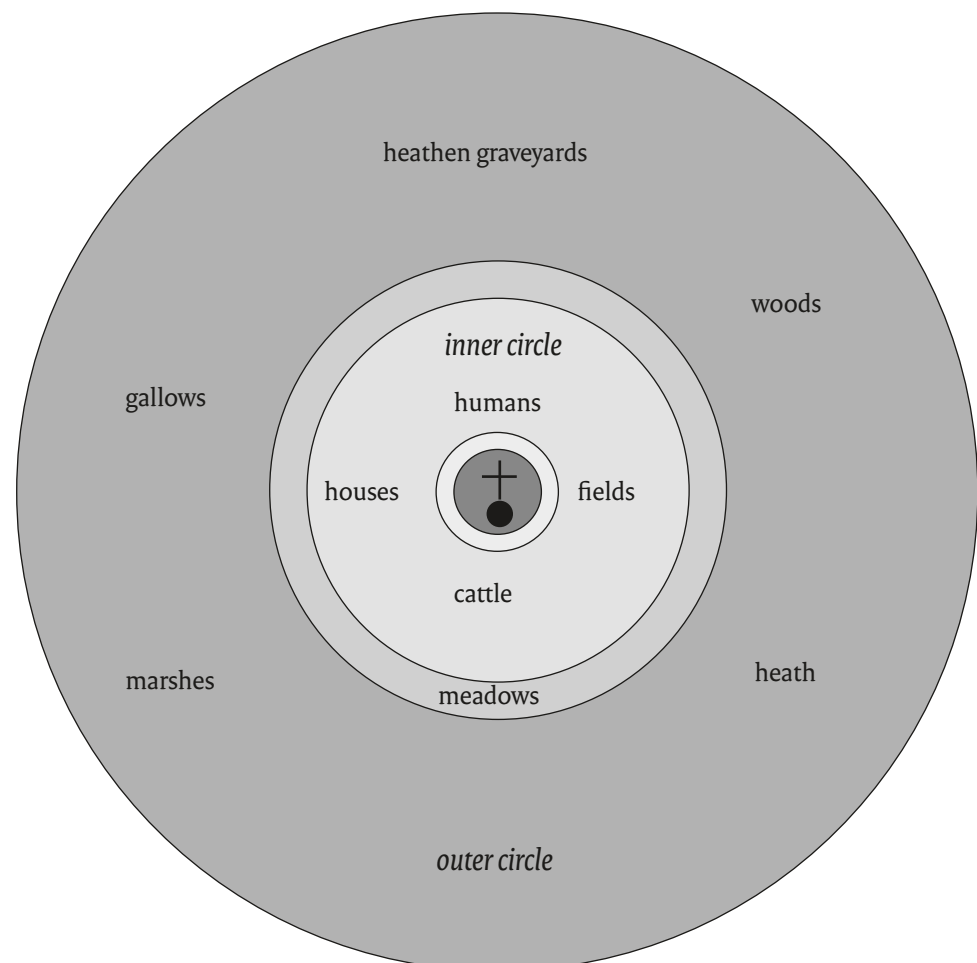 heathen graveyards
woods
inner circle
gallows
humans
houses
fields
cattle
heath
marshes
meadows
outer circle